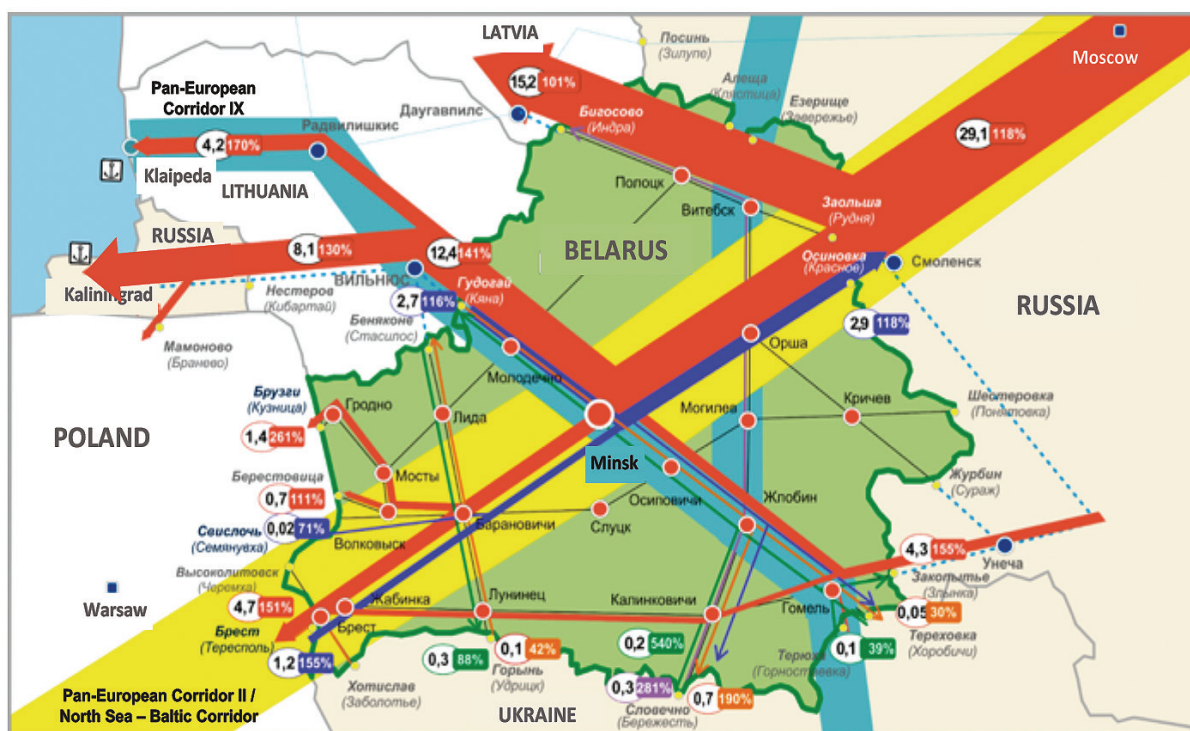 LATVIA
Посинь
(Зилупе)
Moscow
Pan-European
Corridor IX
Даугавпилс
15,2 101%
Алеща
(Клястица)
Езерище
(Завережье)
Бигосово
(Индра)
29,1 118%
4,2 170%
Радвилишкис
Klaipeda
LITHUANIA
Полоцк
Витебск
Заольша
(Рудня)
RUSSIA
8,1 130%
12,4 141%
BELARUS
Осиновка
(Красное)
Смоленск
Kaliningrad
Нестеров
(Кибартай)
ВИЛЬНЮС
Гудогай
(Кяна)
2,7 116%
RUSSIA
Беняконе
(Стасилос)
2,9 118%
Мамоново
(Бранево)
Орша
Молодечно
Брузги
(Кузница)
Гродно
Лида
Могилеа
Кричев
Шестеровка
(Понятовка)
1,4 261%
POLAND
Minsk
Берестовица
Мосты
Журбин
(Сураж)
0,7 111%
Осиповичи
Жлобин
Свислочь
(Семянувха)
0,02 71%
Волковыск
Барановичи
Слуцк
4,3 155%
Унеча
Высоколитовск
(Черемха)
Закопытье
(Злынка)
Warsaw
4,7 151%
Жабинка
Лунинец
Калинковичи
Гомель
0,05 30%
Брест
(Тересполь)
Брест
Тереховка
(Хоробичи)
1,2 155%
0,3 88%
0,1 42%
0,2 540%
0,1 39%
Горынь
(Удрицк)
Терюха
(Горностаевка)
Хотислав
(Заболотье)
0,3 281%
0,7 190%
Pan-European Corridor II /
North Sea – Baltic Corridor
UKRAINE
Словечно
(Бережесть)